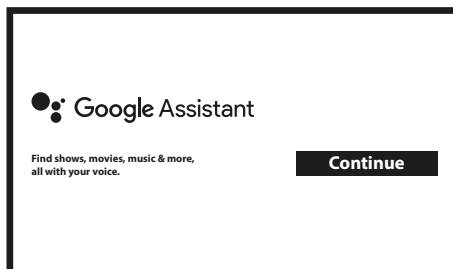 Google Assistant
Find shows, movies, music & more,
all with your voice.
Continue